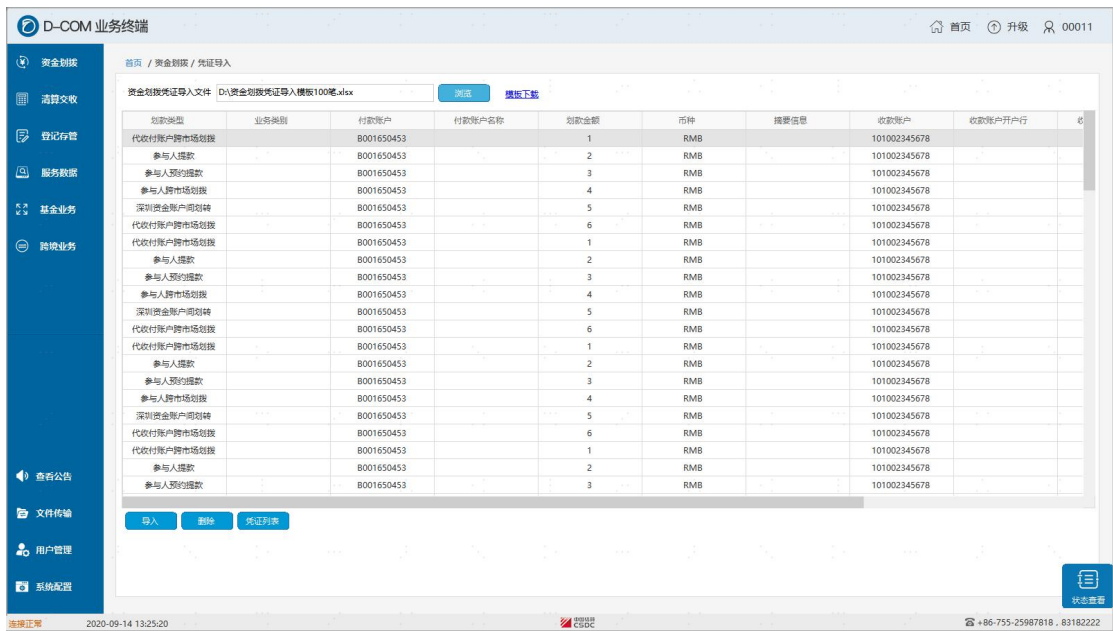 D-COM 业务终端
首页 升级 00011
资金划拨
清算交收
登记存管
服务数据
基金业务
跨境业务
查看公告
文件传输
用户管理
系统配置
首页 / 资金划拨 / 凭证导入
资金划拨凭证导入文件 D:\资金划拨凭证导入模板100笔.xlsx 浏览 模板下载
划款类型 业务类别 付款账户 付款账户名称 划款金额 币种 摘要信息 收款账户 收款账户开户行
代收付账户跨市场划拨 B001650453 1 RMB 101002345678
参与人提款 B001650453 2 RMB 101002345678
参与人预约提款 B001650453 3 RMB 101002345678
参与人跨市场划拨 B001650453 4 RMB 101002345678
深圳资金账户间划转 B001650453 5 RMB 101002345678
代收付账户跨市场划拨 B001650453 6 RMB 101002345678
代收付账户跨市场划拨 B001650453 1 RMB 101002345678
参与人提款 B001650453 2 RMB 101002345678
参与人预约提款 B001650453 3 RMB 101002345678
参与人跨市场划拨 B001650453 4 RMB 101002345678
深圳资金账户间划转 B001650453 5 RMB 101002345678
代收付账户跨市场划拨 B001650453 6 RMB 101002345678
代收付账户跨市场划拨 B001650453 1 RMB 101002345678
参与人提款 B001650453 2 RMB 101002345678
参与人预约提款 B001650453 3 RMB 101002345678
参与人跨市场划拨 B001650453 4 RMB 101002345678
深圳资金账户间划转 B001650453 5 RMB 101002345678
代收付账户跨市场划拨 B001650453 6 RMB 101002345678
代收付账户跨市场划拨 B001650453 1 RMB 101002345678
参与人提款 B001650453 2 RMB 101002345678
参与人预约提款 B001650453 3 RMB 101002345678
导入 删除 凭证列表
状态查看
连接正常 2020-09-14 13:25:20 CSDC +86-755-25987818 , 83182222